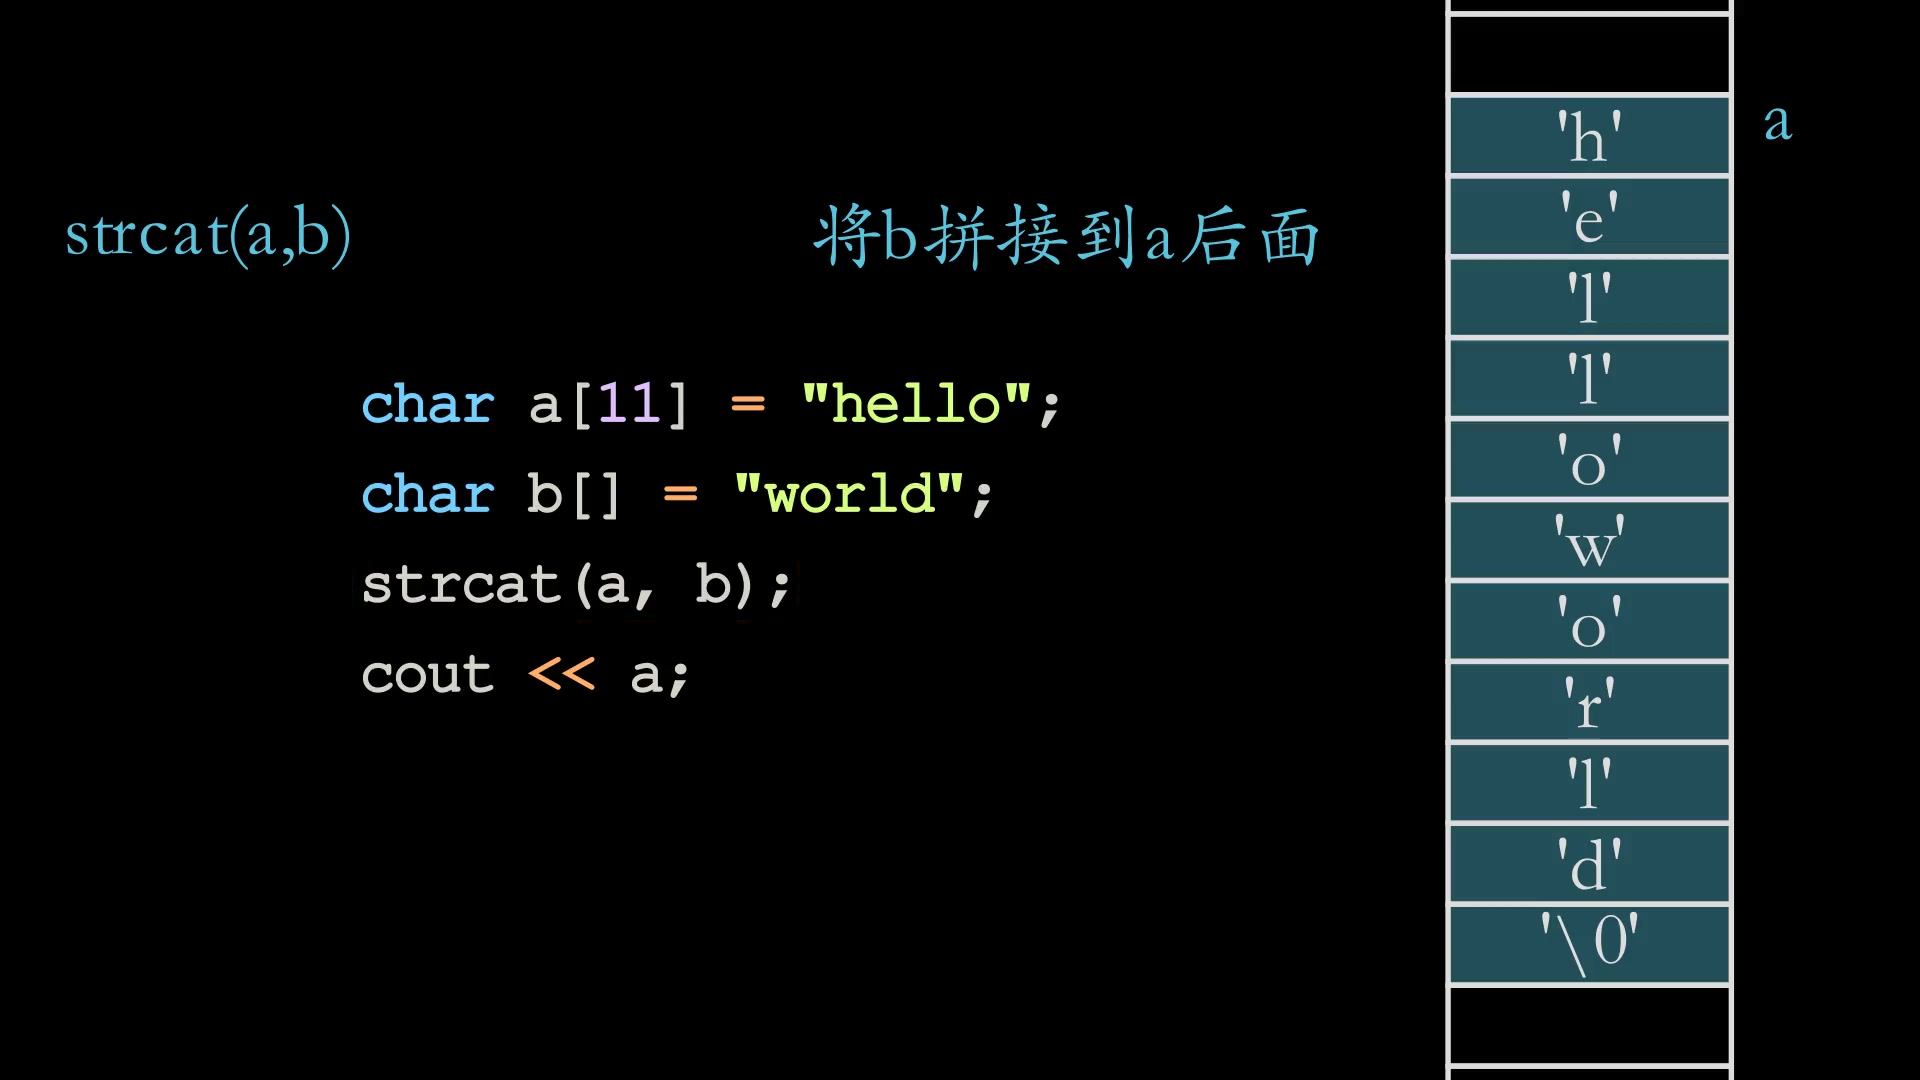 strcat(a,b)
将b拼接到a后面
char a[11] = "hello";
char b[] = "world";
strcat(a, b);
cout << a;
a
'h'
'e'
'l'
'l'
'o'
'w'
'o'
'r'
'l'
'd'
'\0'